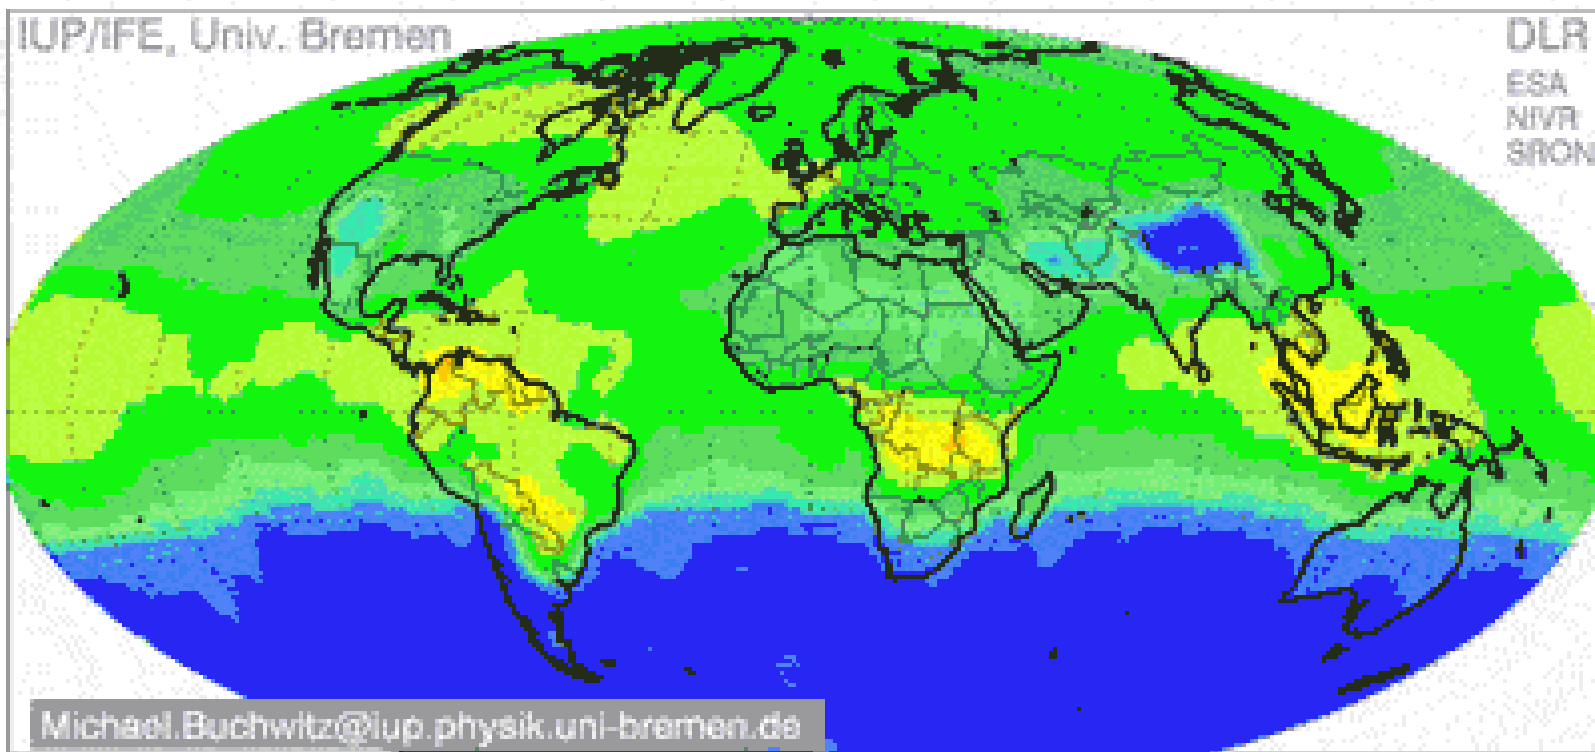 IUP/IFE, Univ. Bremen
DLR
ESA
NIVR
SRON
Michael.Buchwitz@iup.physik.uni-bremen.de